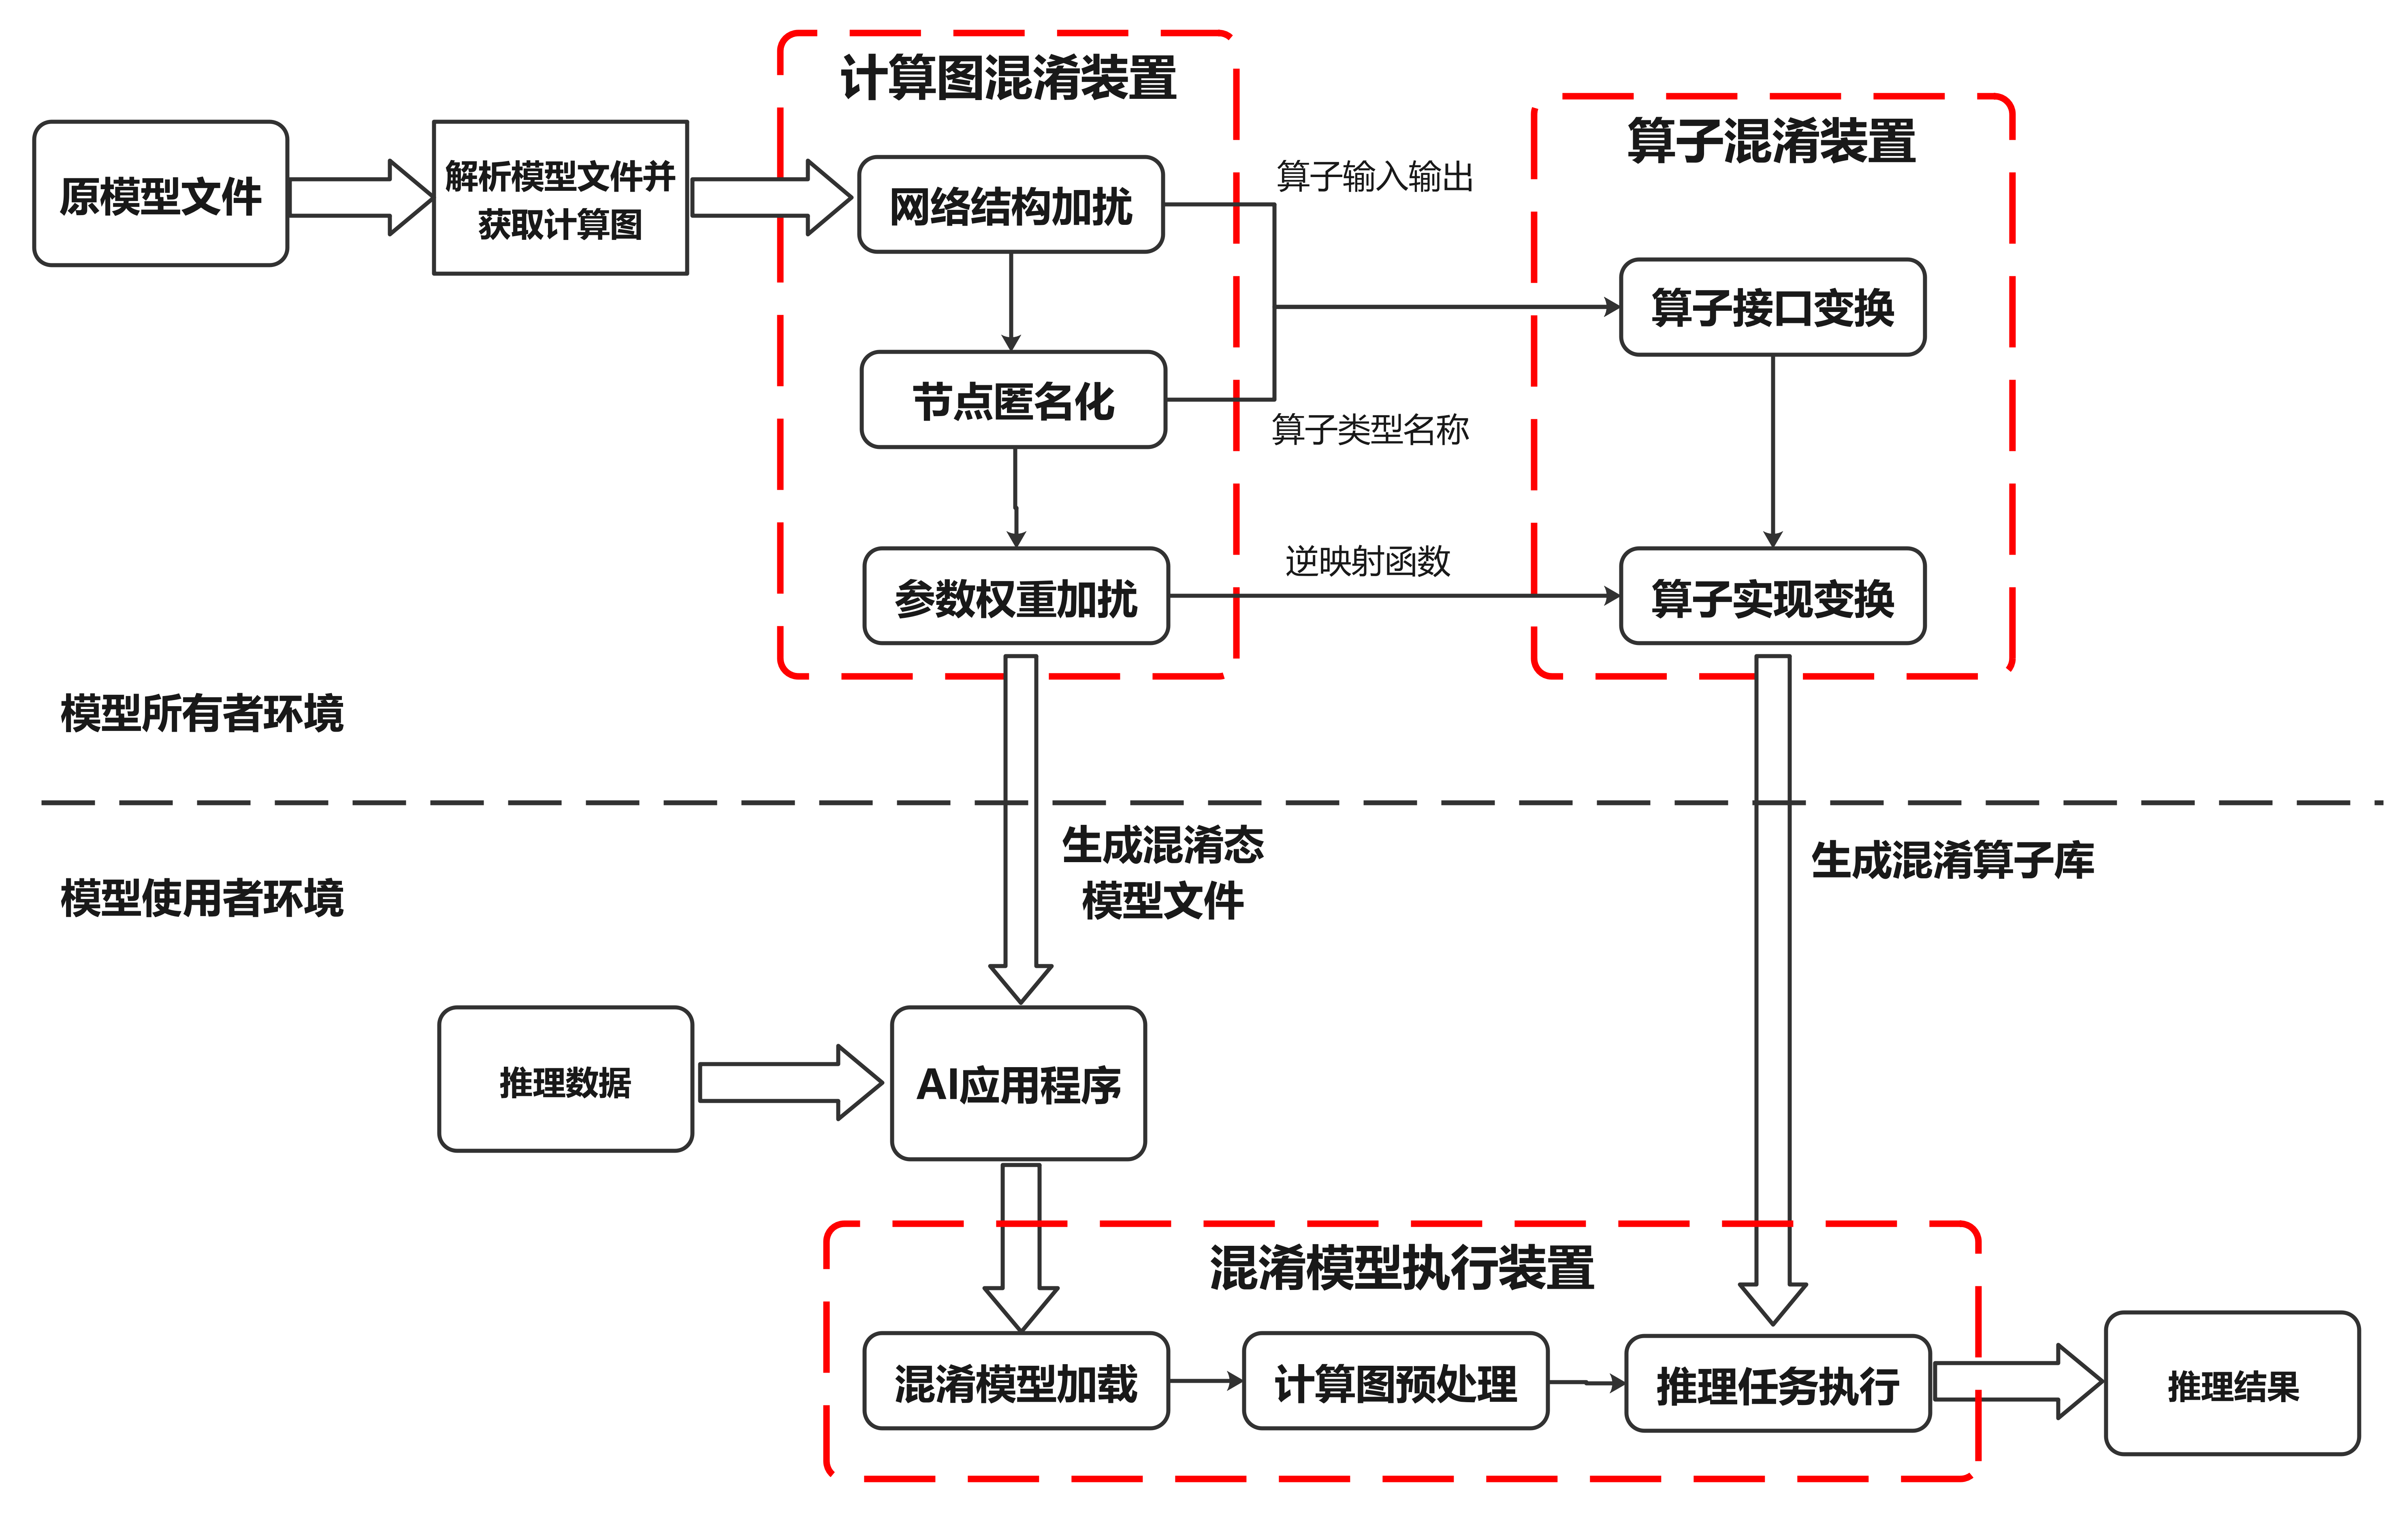 计算图混淆装置
算子混淆装置
原模型文件
解析模型文件并
获取计算图
网络结构加扰
算子输入输出
算子接口变换
节点匿名化
算子类型名称
参数权重加扰
逆映射函数
算子实现变换
模型所有者环境
模型使用者环境
生成混淆态
模型文件
生成混淆算子库
推理数据
AI应用程序
混淆模型执行装置
混淆模型加载
计算图预处理
推理任务执行
推理结果